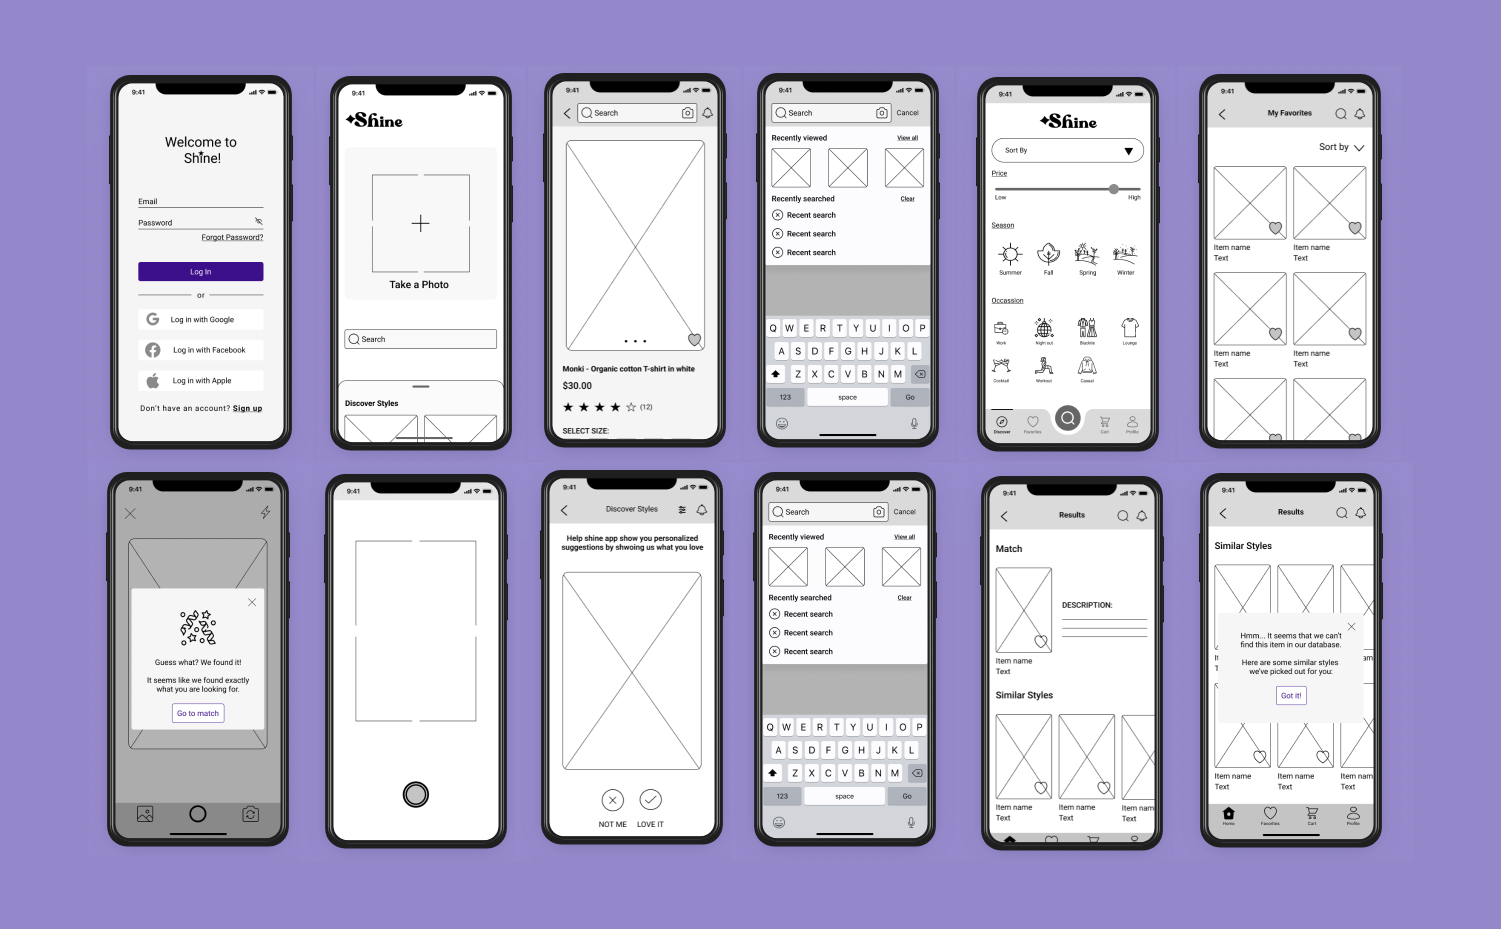 9:41
Welcome to
Shine!
Email
Password
Forgot Password?
Log In
or
Log in with Google
Log in with Facebook
Log in with Apple
Don't have an account? Sign up
9:41
Shine
Take a Photo
Search
Discover Styles
9:41
Search
Monki - Organic cotton T-shirt in white
$30.00
(12)
SELECT SIZE:
9:41
Search
Cancel
Recently viewed
View all
Recently searched
Clear
Recent search
Recent search
Recent search
Q W E R T Y U I O P
A S D F G H J K L
Z X C V B N M
123 space Go
9:41
Shine
Sort By
Price
Low High
Season
Summer Fall Spring Winter
Occassion
Work Night out Blacktie Lounge
Cocktail Workout Casual
Discover Favorites Cart Profile
9:41
My Favorites
Sort by
Item name Item name
Text Text
Item name Item name
Text Text
9:41
Guess what? We found it!
It seems like we found exactly
what you are looking for.
Go to match
9:41
9:41
Discover Styles
Help shine app show you personalized
suggestions by shwoing us what you love
NOT ME LOVE IT
9:41
Search
Cancel
Recently viewed
View all
Recently searched
Clear
Recent search
Recent search
Recent search
Q W E R T Y U I O P
A S D F G H J K L
Z X C V B N M
123 space Go
9:41
Results
Match
DESCRIPTION:
Item name
Text
Similar Styles
Item name Item name Item nam
Text Text Text
9:41
Results
Similar Styles
Hmm... It seems that we can't
find this item in our database.
Here are some similar styles
we've picked out for you:
Got it!
Item name Item name Item nam
Text Text Text
Home Favorites Cart Profile